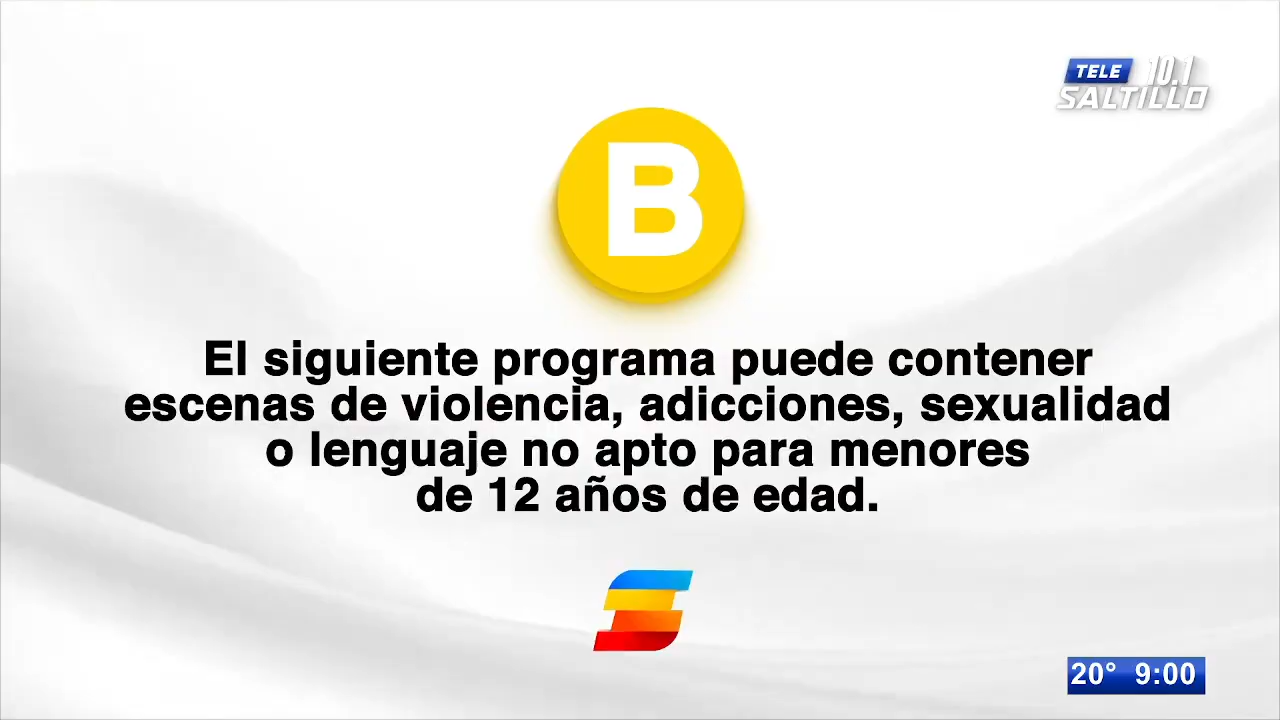 TELE 10.1
SALTILLO
B
El siguiente programa puede contener
escenas de violencia, adicciones, sexualidad
o lenguaje no apto para menores
de 12 años de edad.
S
20° 9:00